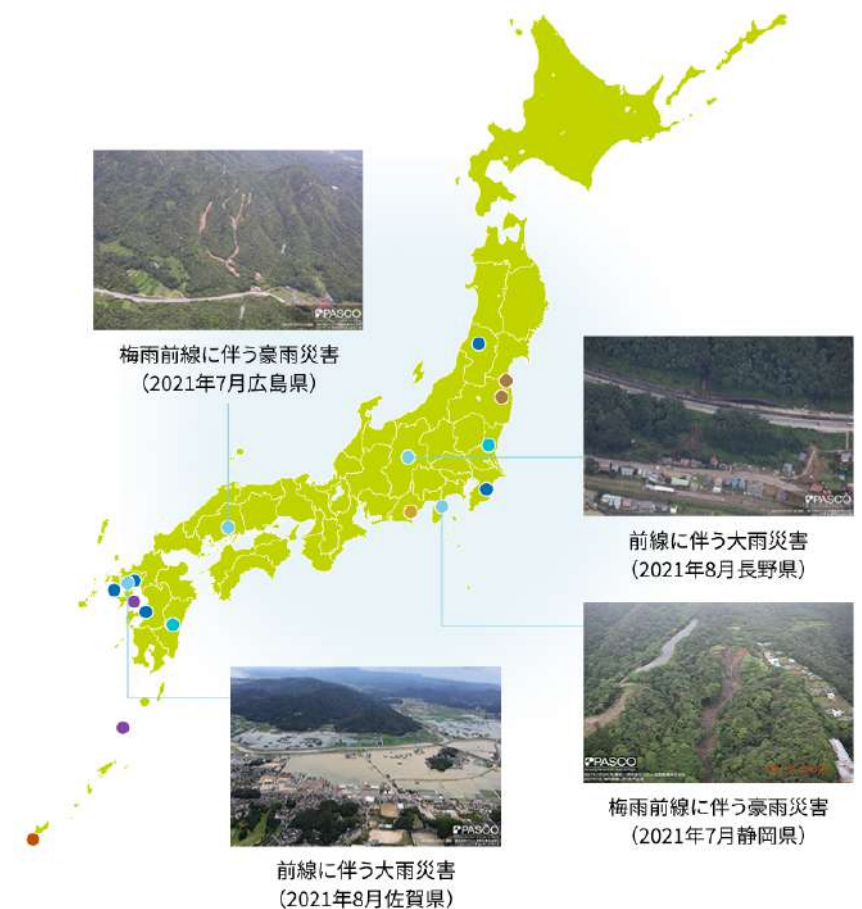 PASCO
梅雨前線に伴う豪雨災害
（2021年7月広島県）
PASCO
前線に伴う大雨災害
（2021年8月長野県）
PASCO
梅雨前線に伴う豪雨災害
（2021年7月静岡県）
PASCO
前線に伴う大雨災害
（2021年8月佐賀県）